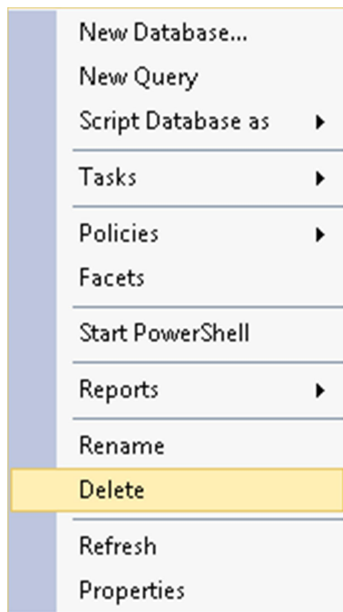 New Database...
New Query
Script Database as
Tasks
Policies
Facets
Start PowerShell
Reports
Rename
Delete
Refresh
Properties